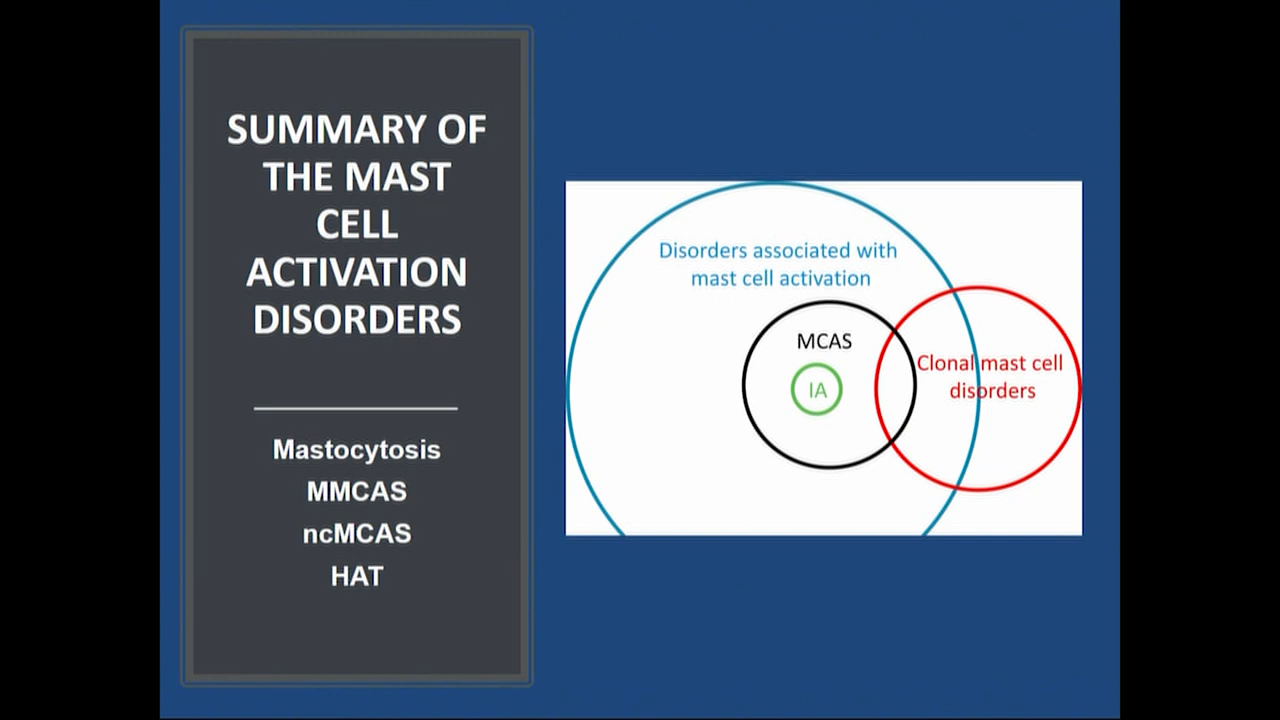 SUMMARY OF
THE MAST
CELL
ACTIVATION
DISORDERS
Mastocytosis
MMCAS
ncMCAS
HAT
Disorders associated with
mast cell activation
MCAS
IA
Clonal mast cell
disorders